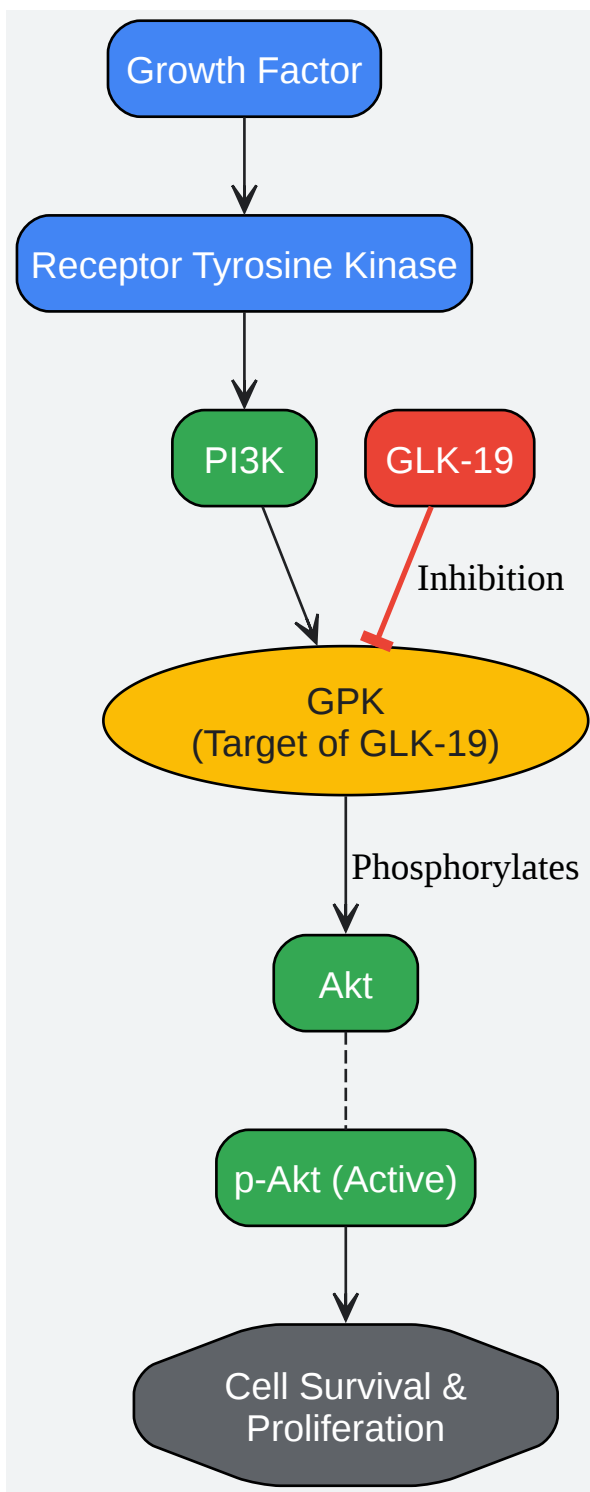 Growth Factor
Receptor Tyrosine Kinase
PI3K
GLK-19
Inhibition
GPK
(Target of GLK-19)
Phosphorylates
Akt
p-Akt (Active)
Cell Survival &
Proliferation